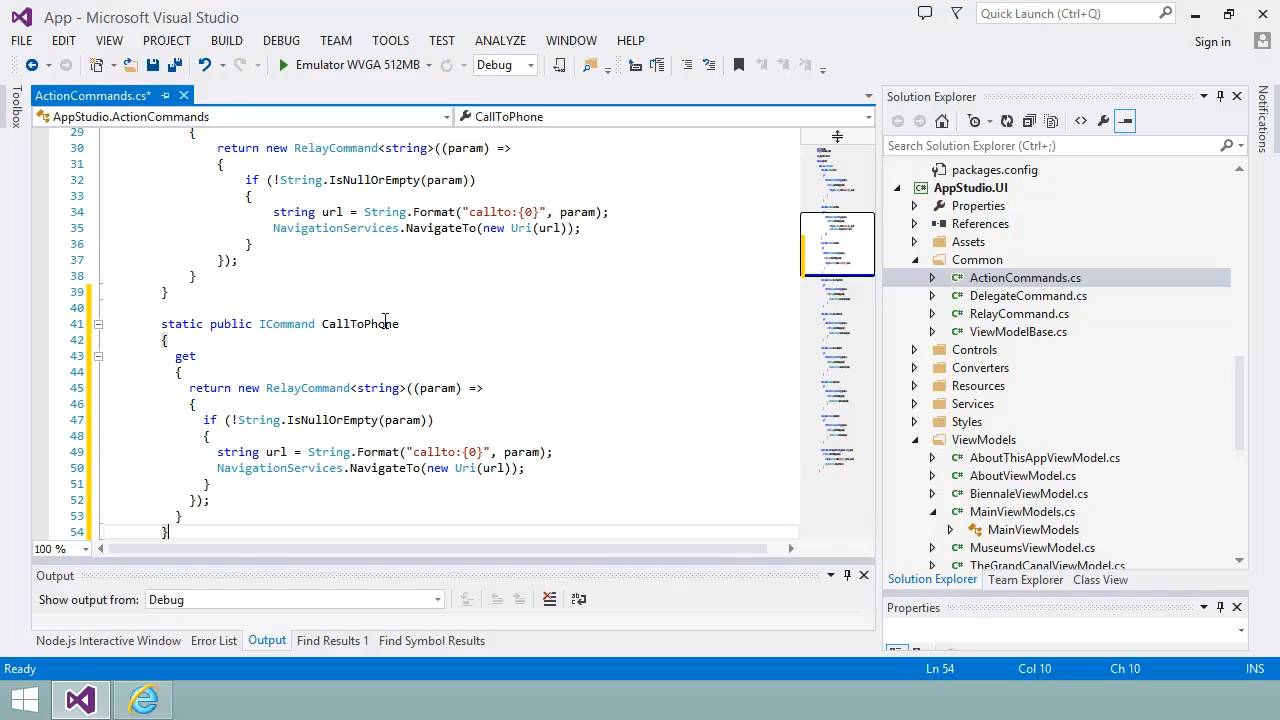 App - Microsoft Visual Studio
Quick Launch (Ctrl+Q)
FILE EDIT VIEW PROJECT BUILD DEBUG TEAM TOOLS TEST ANALYZE WINDOW HELP
Sign in
Emulator WVGA 512MB
Debug
Toolbox
ActionCommands.cs*
AppStudio.ActionCommands
CallToPhone
29 {
30 return new RelayCommand<string>((param) =>
31 {
32 if (!String.IsNullOrEmpty(param))
33 {
34 string url = String.Format("callto:{0}", param);
35 NavigationServices.NavigateTo(new Uri(url));
36 }
37 });
38 }
39 }
40
41 static public ICommand CallToPhone
42 {
43 get
44 {
45 return new RelayCommand<string>((param) =>
46 {
47 if (!String.IsNullOrEmpty(param))
48 {
49 string url = String.Format("callto:{0}", param);
50 NavigationServices.NavigateTo(new Uri(url));
51 }
52 });
53 }
54 }
100 %
Output
Show output from: Debug
Node.js Interactive Window Error List Output Find Results 1 Find Symbol Results
Solution Explorer
Search Solution Explorer (Ctrl+;)
packages.config
AppStudio.UI
Properties
References
Assets
Common
ActionCommands.cs
DelegateCommand.cs
RelayCommand.cs
ViewModelBase.cs
Controls
Converters
Resources
Services
Styles
ViewModels
AboutThisAppViewModel.cs
AboutViewModel.cs
BiennaleViewModel.cs
MainViewModels.cs
MainViewModels
MuseumsViewModel.cs
TheGrandCanalViewModel.cs
Solution Explorer Team Explorer Class View
Properties
Notifications
Ready
Ln 54 Col 10 Ch 10 INS